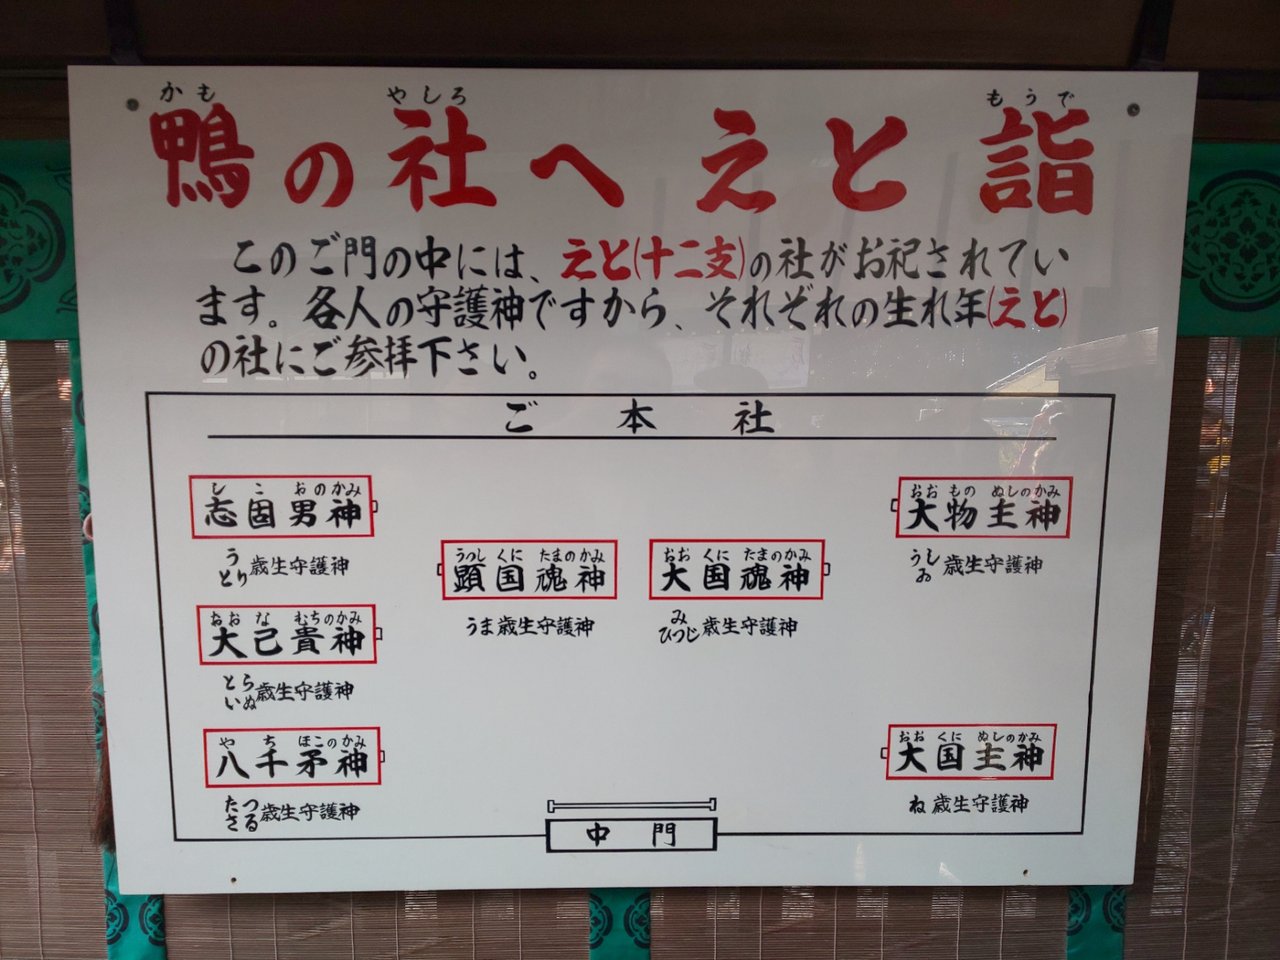 かも やしろ もうで
鴨の社へ えと 詣
このご門の中には、えと(十二支)の社がお祀されてい
ます。各人の守護神ですから、それぞれの生れ年(えと)
の社にご参拝下さい。
ご本社
しこおのかみ
志固男神
う
とり歳生守護神
おおなむちのかみ
大己貴神
とら
いぬ歳生守護神
やちほこのかみ
八千矛神
たつ
さる歳生守護神
うつしくにたまのかみ
顕国魂神
うま歳生守護神
おおくにたまのかみ
大国魂神
み
ひつじ歳生守護神
おおものぬしのかみ
大物主神
うし
お歳生守護神
おおくにぬしのかみ
大国主神
ね歳生守護神
中門